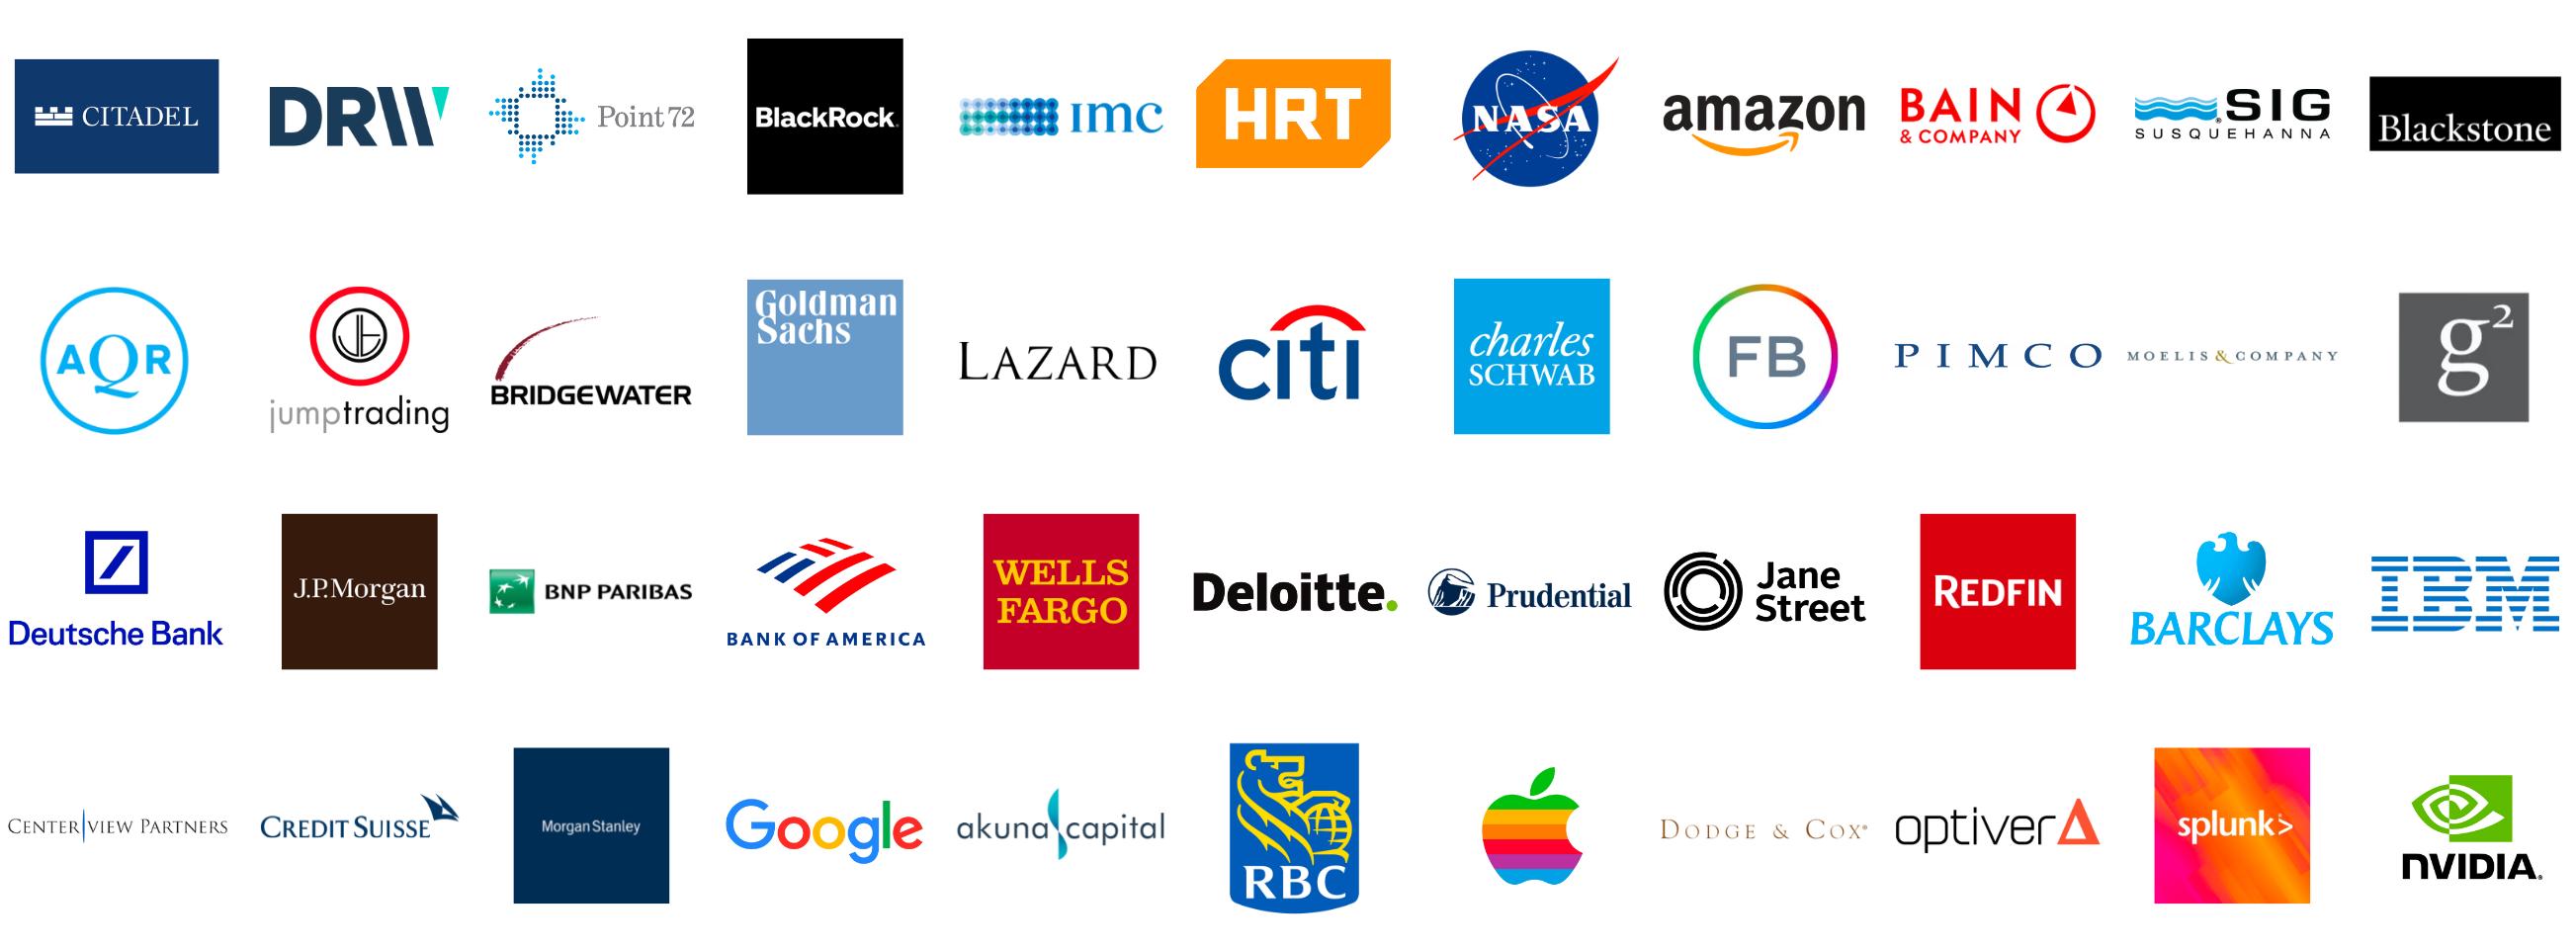 CITADEL
DRW
Point72
BlackRock.
imc
HRT
NASA
amazon
BAIN
& COMPANY
SIG
SUSQUEHANNA
Blackstone
AQR
jt
jumptrading
BRIDGEWATER
Goldman
Sachs
LAZARD
citi
charles
SCHWAB
FB
PIMCO
MOELIS & COMPANY
g²
Deutsche Bank
J.P.Morgan
BNP PARIBAS
BANK OF AMERICA
WELLS
FARGO
Deloitte.
Prudential
Jane
Street
REDFIN
BARCLAYS
IBM
CENTERVIEW PARTNERS
CREDIT SUISSE
Morgan Stanley
Google
akuna capital
RBC
DODGE & COX®
optiver
splunk>
NVIDIA®